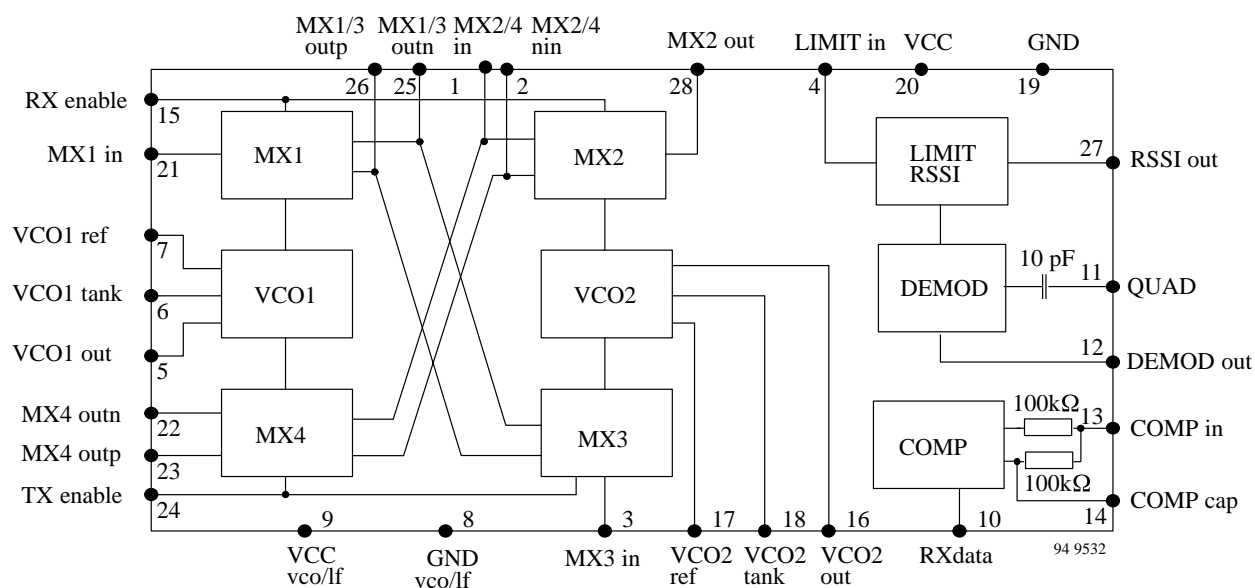 MX1/3 outp
MX1/3 outn
MX2/4 in
MX2/4 nin
MX2 out
LIMIT in
VCC
GND
26
25
1
2
28
4
20
19
RX enable
15
MX1 in
21
MX1
MX2
LIMIT
RSSI
27
RSSI out
VCO1 ref
7
VCO1 tank
6
VCO1 out
5
VCO1
VCO2
DEMOD
10 pF
11
QUAD
12
DEMOD out
MX4 outn
22
MX4 outp
23
TX enable
24
MX4
MX3
COMP
100kΩ
13
COMP in
100kΩ
COMP cap
14
9
8
3
17
18
16
10
VCC
vco/lf
GND
vco/lf
MX3 in
VCO2
ref
VCO2
tank
VCO2
out
RXdata
94 9532